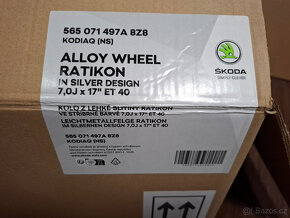 565 071 497A 8Z8
KODIAQ (NS)
ALLOY WHEEL
RATIKON
IN SILVER DESIGN
7,0J x 17" ET 40
ŠKODA
SIMPLY CLEVER
KOLO Z LEHKÉ SLITINY RATIKON
VE STŘÍBRNÉ BARVĚ 7,0J x 17" ET 40
LEICHTMETALLFELGE RATIKON
IM SILBERNEN DESIGN 7,0J x 17" ET 40
565 071 497A 8Z8
KODIAQ (NS)
Bazos.cz